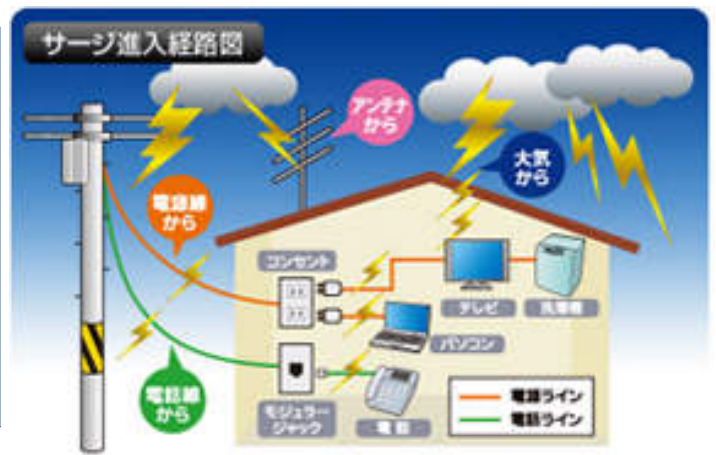 サージ進入経路図
アンテナ
から
大気
から
電源線
から
コンセント
テレビ
洗濯機
パソコン
電話線
から
モジュラー
ジャック
電話
電源ライン
電話ライン